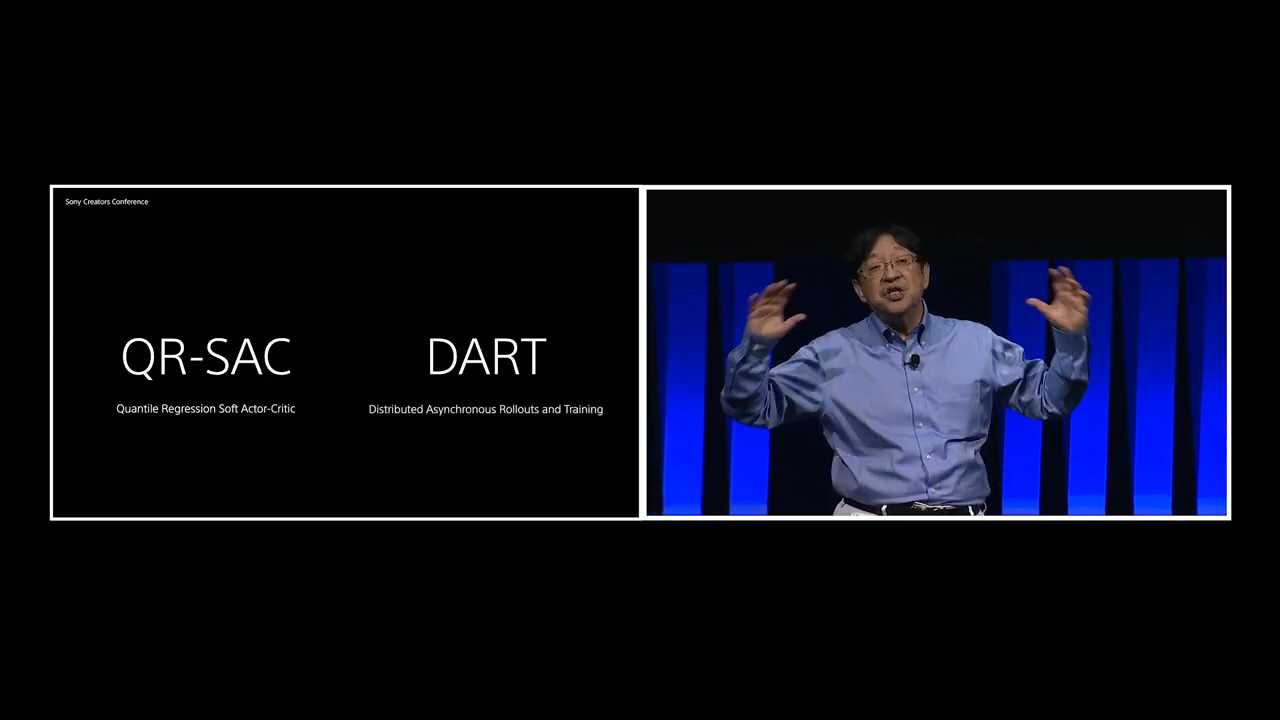 Sony Creators Conference
QR-SAC
Quantile Regression Soft Actor-Critic
DART
Distributed Asynchronous Rollouts and Training